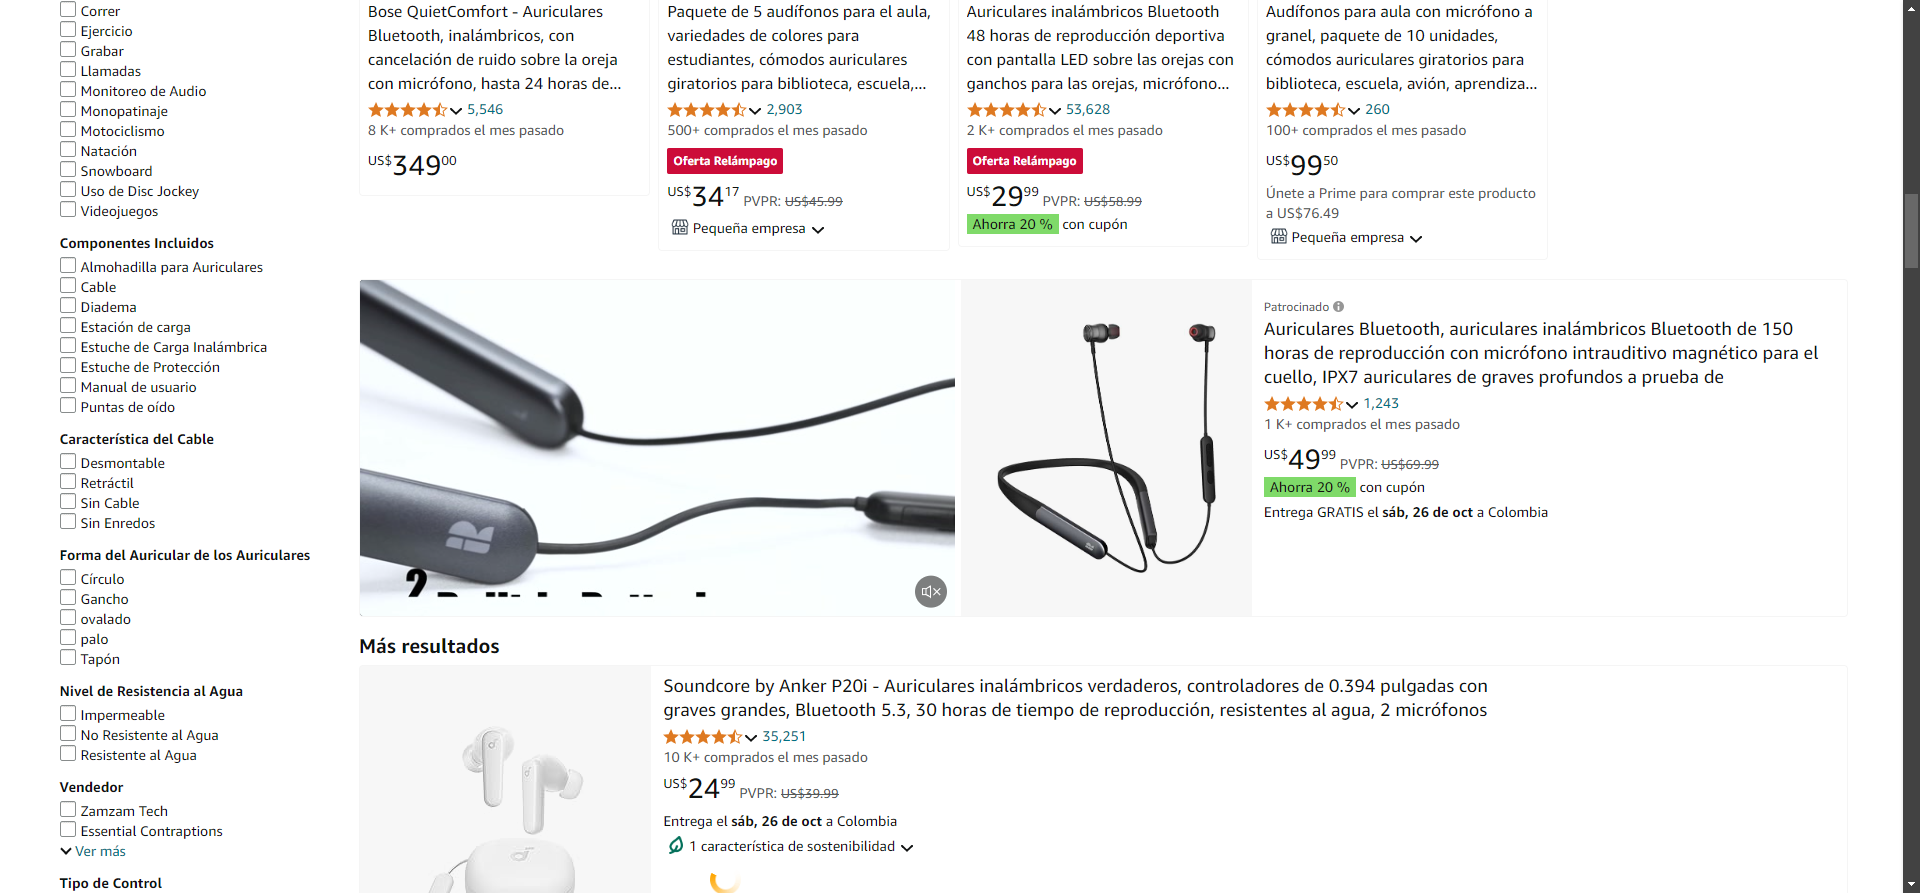 Correr
Ejercicio
Grabar
Llamadas
Monitoreo de Audio
Monopatinaje
Motociclismo
Natación
Snowboard
Uso de Disc Jockey
Videojuegos
Componentes Incluidos
Almohadilla para Auriculares
Cable
Diadema
Estación de carga
Estuche de Carga Inalámbrica
Estuche de Protección
Manual de usuario
Puntas de oído
Característica del Cable
Desmontable
Retráctil
Sin Cable
Sin Enredos
Forma del Auricular de los Auriculares
Círculo
Gancho
ovalado
palo
Tapón
Nivel de Resistencia al Agua
Impermeable
No Resistente al Agua
Resistente al Agua
Vendedor
Zamzam Tech
Essential Contraptions
Ver más
Tipo de Control
Bose QuietComfort - Auriculares
Bluetooth, inalámbricos, con
cancelación de ruido sobre la oreja
con micrófono, hasta 24 horas de...
5,546
8 K+ comprados el mes pasado
US$34900
Paquete de 5 audífonos para el aula,
variedades de colores para
estudiantes, cómodos auriculares
giratorios para biblioteca, escuela,...
2,903
500+ comprados el mes pasado
Oferta Relámpago
US$3417 PVPR: US$45.99
Pequeña empresa
Auriculares inalámbricos Bluetooth
48 horas de reproducción deportiva
con pantalla LED sobre las orejas con
ganchos para las orejas, micrófono...
53,628
2 K+ comprados el mes pasado
Oferta Relámpago
US$2999 PVPR: US$58.99
Ahorra 20 % con cupón
Audífonos para aula con micrófono a
granel, paquete de 10 unidades,
cómodos auriculares giratorios para
biblioteca, escuela, avión, aprendiza...
260
100+ comprados el mes pasado
US$9950
Únete a Prime para comprar este producto
a US$76.49
Pequeña empresa
Patrocinado
Auriculares Bluetooth, auriculares inalámbricos Bluetooth de 150
horas de reproducción con micrófono intrauditivo magnético para el
cuello, IPX7 auriculares de graves profundos a prueba de
1,243
1 K+ comprados el mes pasado
US$4999 PVPR: US$69.99
Ahorra 20 % con cupón
Entrega GRATIS el sáb, 26 de oct a Colombia
Más resultados
Soundcore by Anker P20i - Auriculares inalámbricos verdaderos, controladores de 0.394 pulgadas con
graves grandes, Bluetooth 5.3, 30 horas de tiempo de reproducción, resistentes al agua, 2 micrófonos
35,251
10 K+ comprados el mes pasado
US$2499 PVPR: US$39.99
Entrega el sáb, 26 de oct a Colombia
1 característica de sostenibilidad